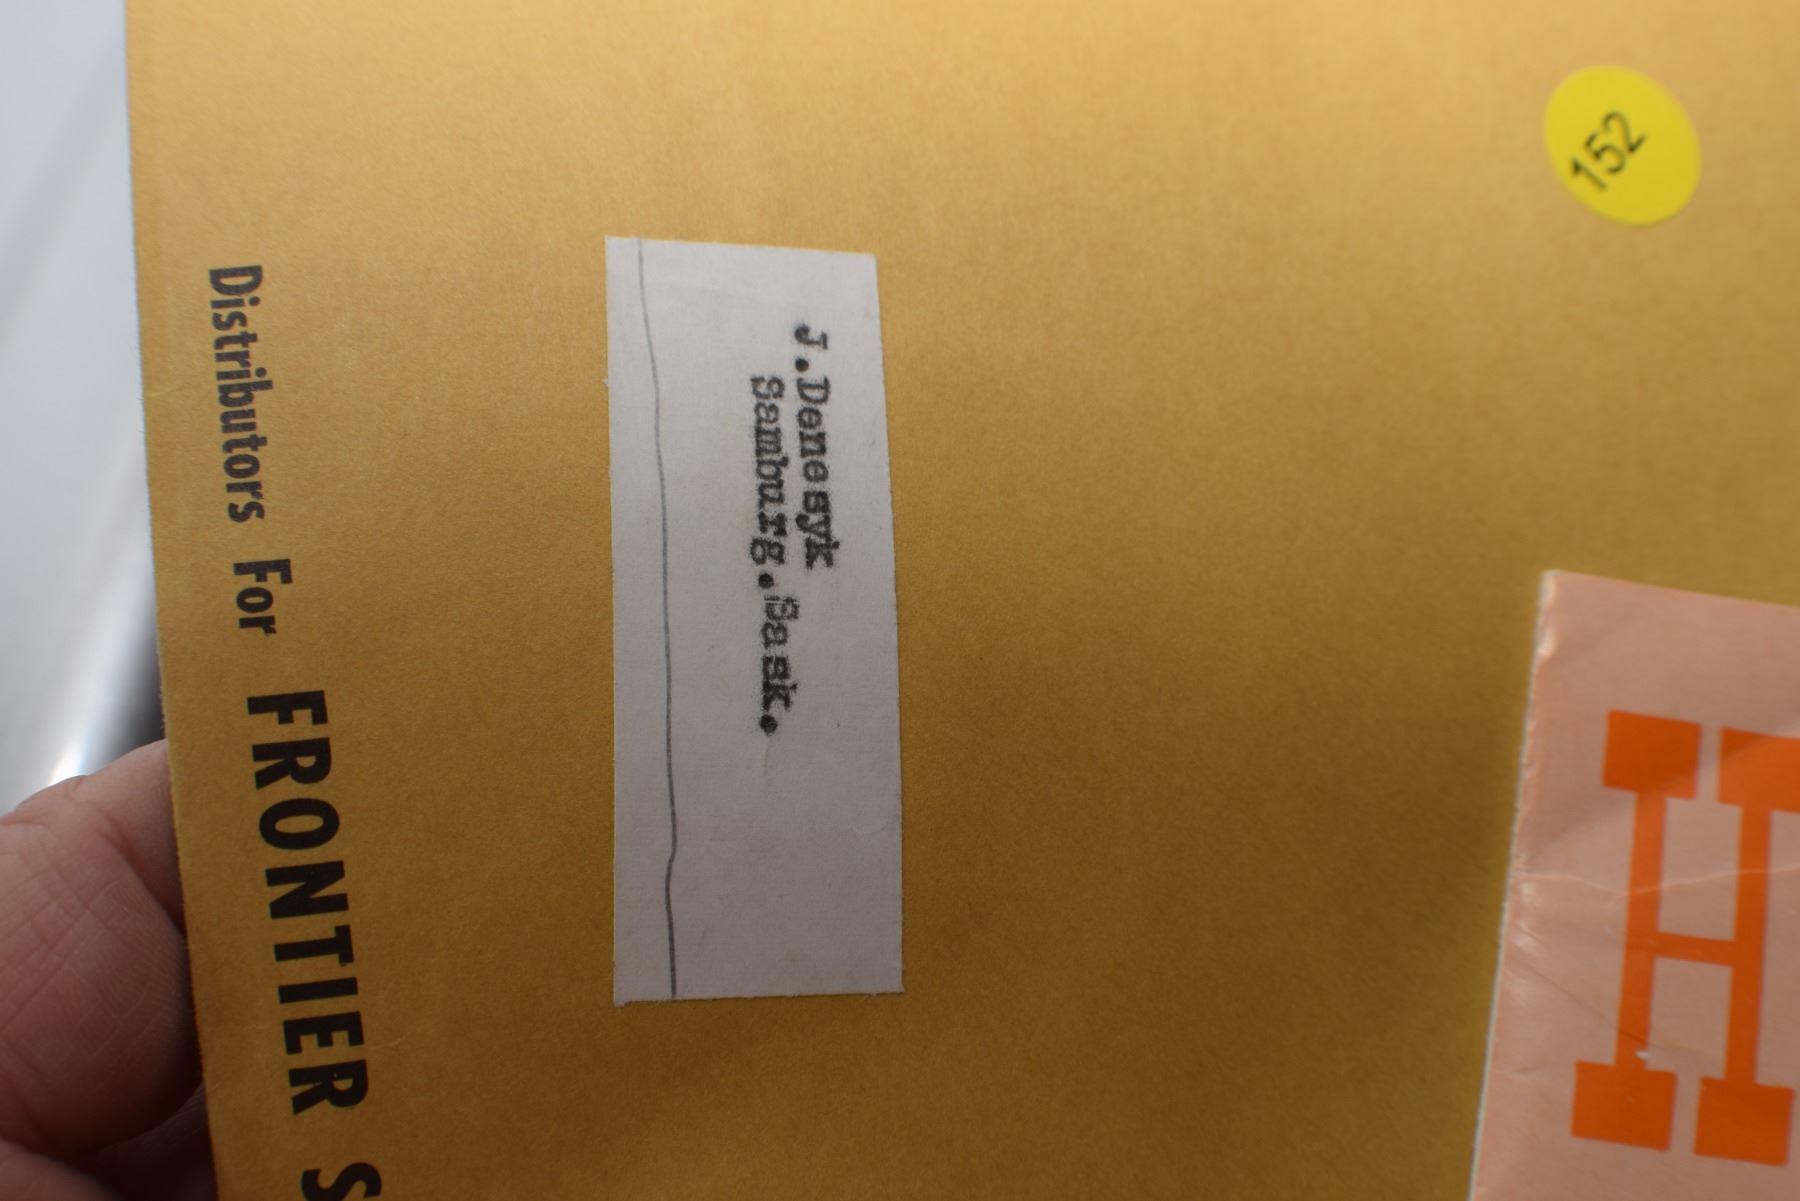 152
J.Denesyk
Samburg.Sask.
Distributors For FRONTIER S
H